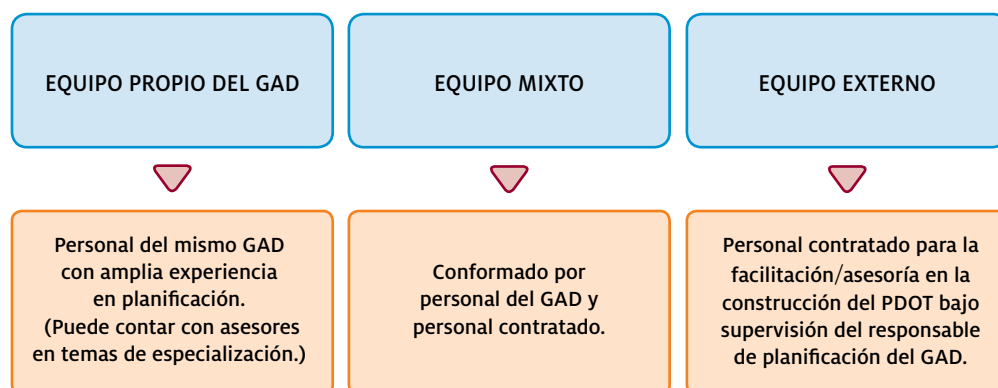 EQUIPO PROPIO DEL GAD
EQUIPO MIXTO
EQUIPO EXTERNO
Personal del mismo GAD
con amplia experiencia
en planificación.
(Puede contar con asesores
en temas de especialización.)
Conformado por
personal del GAD y
personal contratado.
Personal contratado para la
facilitación/asesoría en la
construcción del PDOT bajo
supervisión del responsable
de planificación del GAD.